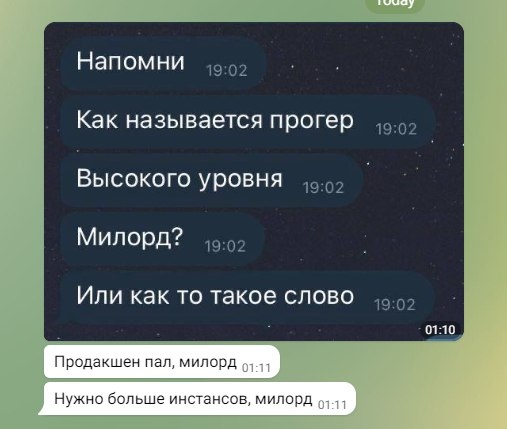 Today
Напомни 19:02
Как называется прогер 19:02
Высокого уровня 19:02
Милорд? 19:02
Или как то такое слово 19:02
01:10
Продакшен пал, милорд 01:11
Нужно больше инстансов, милорд 01:11